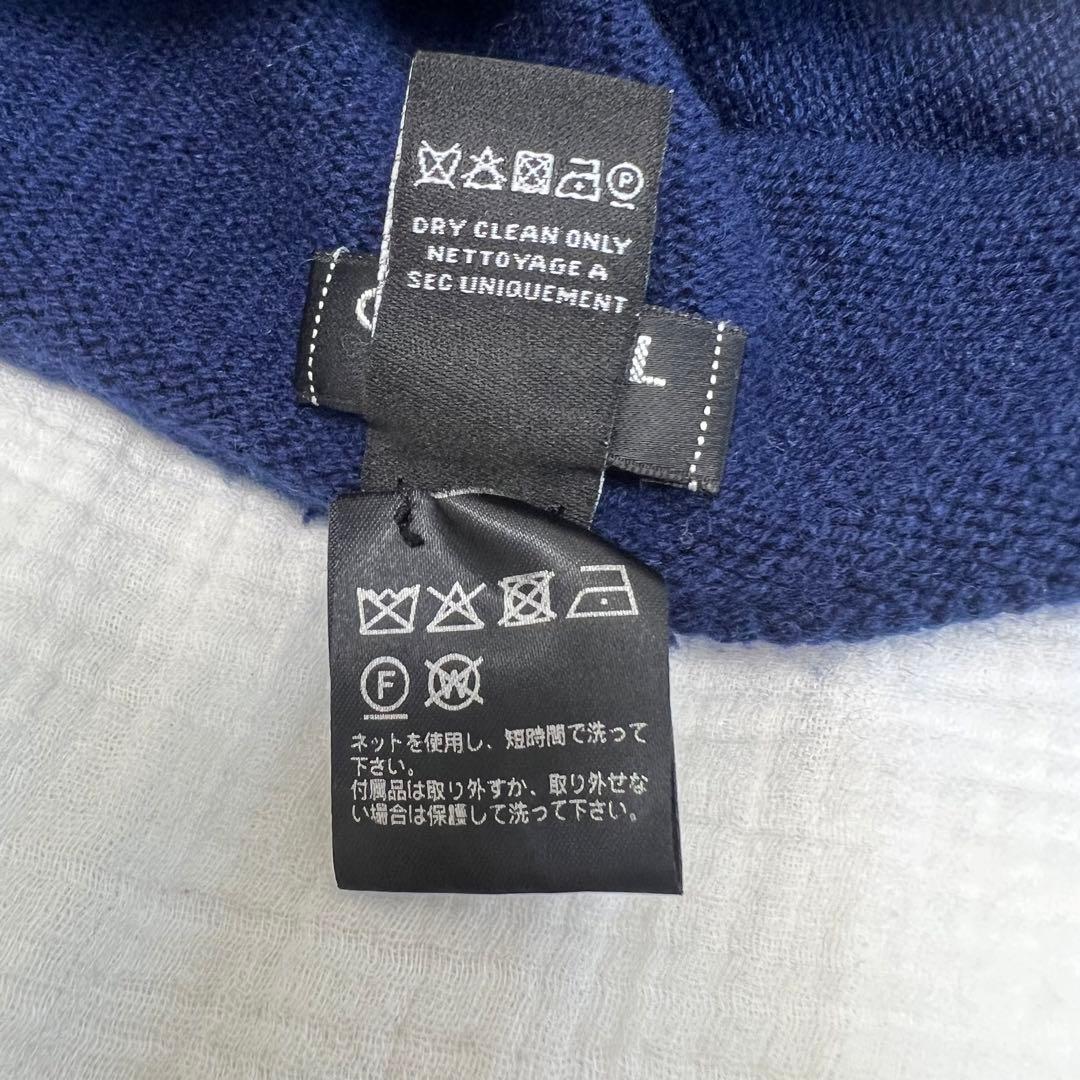 P
DRY CLEAN ONLY
NETTOYAGE A
SEC UNIQUEMENT
L
F W
ネットを使用し、短時間で洗って
下さい。
付属品は取り外すか、取り外せな
い場合は保護して洗って下さい。